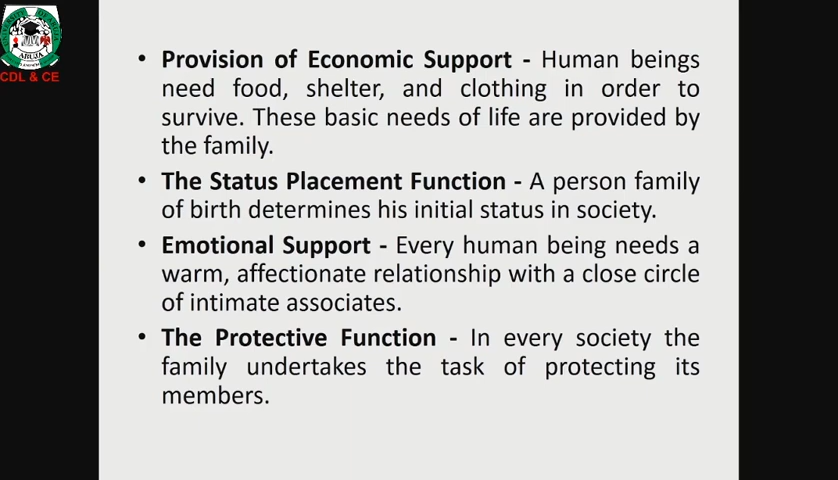 ABUJA
CDL & CE
• Provision of Economic Support - Human beings
need food, shelter, and clothing in order to
survive. These basic needs of life are provided by
the family.
• The Status Placement Function - A person family
of birth determines his initial status in society.
• Emotional Support - Every human being needs a
warm, affectionate relationship with a close circle
of intimate associates.
• The Protective Function - In every society the
family undertakes the task of protecting its
members.